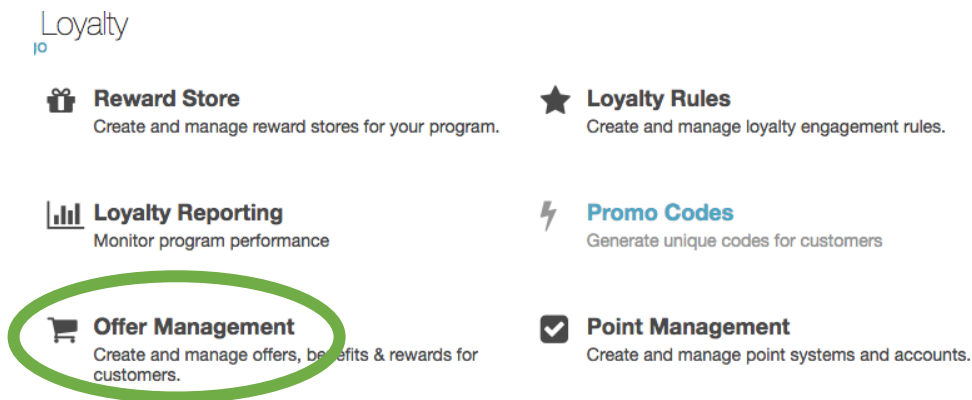 Loyalty
Reward Store
Create and manage reward stores for your program.
Loyalty Rules
Create and manage loyalty engagement rules.
Loyalty Reporting
Monitor program performance
Promo Codes
Generate unique codes for customers
Offer Management
Create and manage offers, benefits & rewards for
customers.
Point Management
Create and manage point systems and accounts.